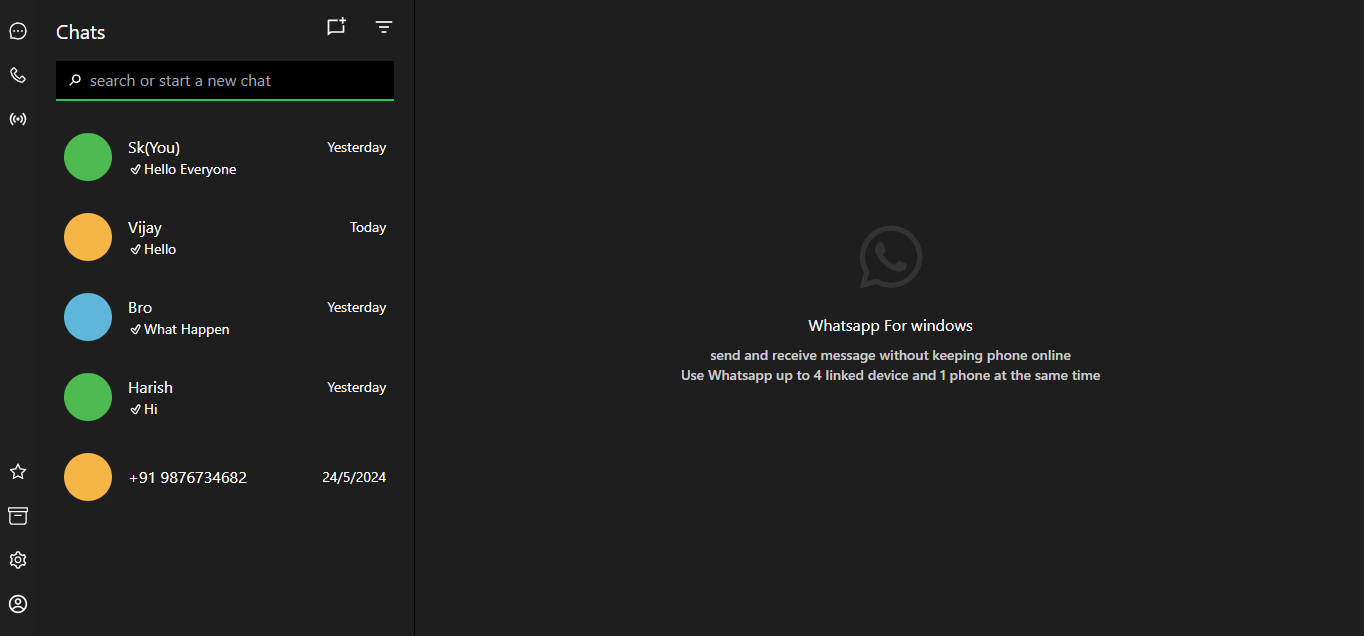 Chats
search or start a new chat
Sk(You)
Yesterday
Hello Everyone
Vijay
Today
Hello
Bro
Yesterday
What Happen
Harish
Yesterday
Hi
+91 9876734682
24/5/2024
Whatsapp For windows
send and receive message without keeping phone online
Use Whatsapp up to 4 linked device and 1 phone at the same time